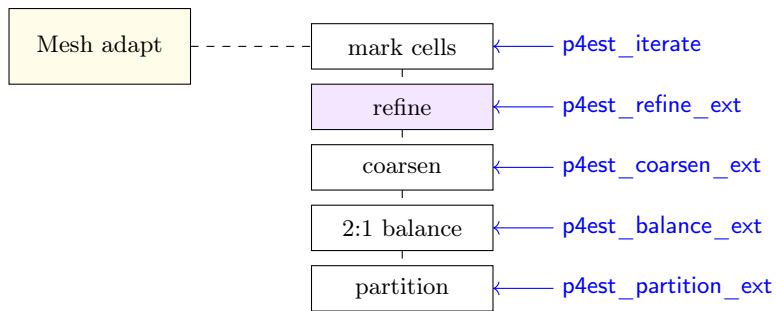 Mesh adapt
mark cells
p4est_iterate
refine
p4est_refine_ext
coarsen
p4est_coarsen_ext
2:1 balance
p4est_balance_ext
partition
p4est_partition_ext